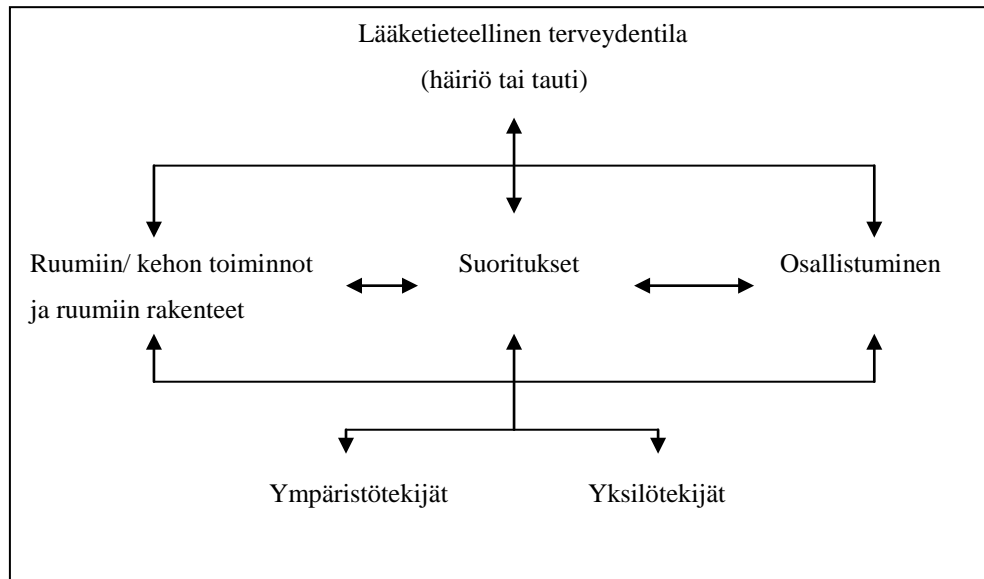 Lääketieteellinen terveydentila
(häiriö tai tauti)
Ruumiin/ kehon toiminnot
ja ruumiin rakenteet
Suoritukset
Osallistuminen
Ympäristötekijät
Yksilötekijät